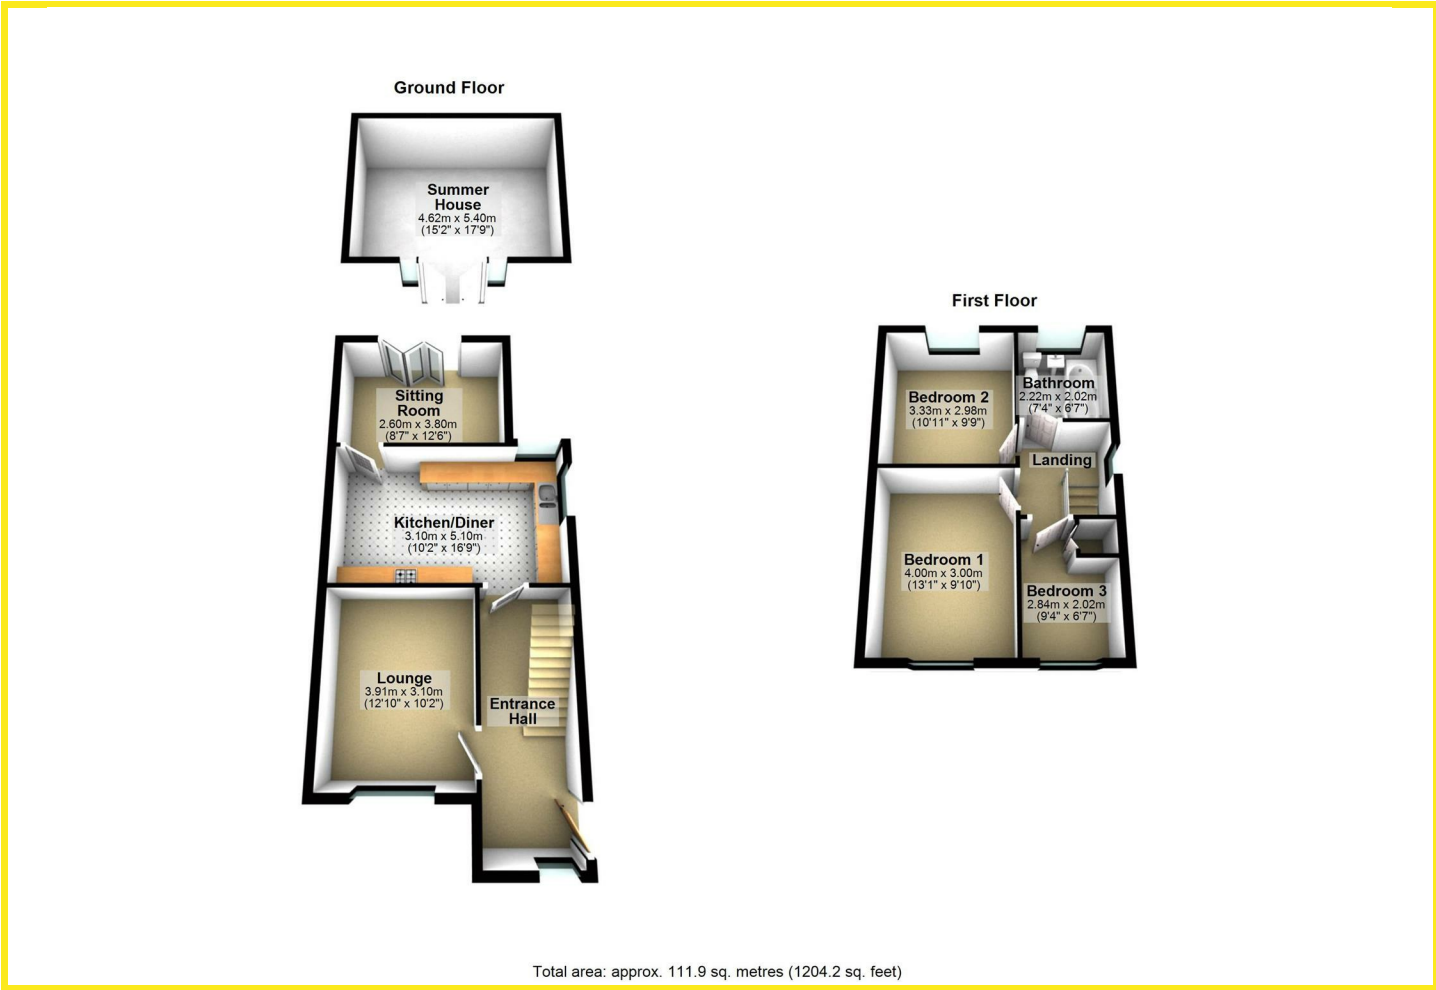 Ground Floor
Summer
House
4.62m x 5.40m
(15'2" x 17'9")
Sitting
Room
2.60m x 3.80m
(8'7" x 12'6")
Kitchen/Diner
3.10m x 5.10m
(10'2" x 16'9")
Lounge
3.91m x 3.10m
(12'10" x 10'2")
Entrance
Hall
First Floor
Bedroom 2
3.33m x 2.98m
(10'11" x 9'9")
Bathroom
2.22m x 2.02m
(7'4" x 6'7")
Landing
Bedroom 1
4.00m x 3.00m
(13'1" x 9'10")
Bedroom 3
2.84m x 2.02m
(9'4" x 6'7")
Total area: approx. 111.9 sq. metres (1204.2 sq. feet)